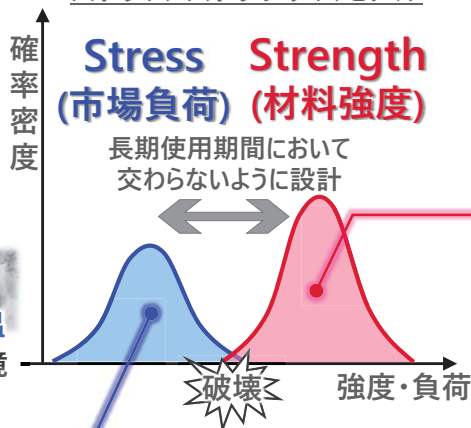 確率密度
Stress
(市場負荷)
Strength
(材料強度)
長期使用期間において
交わらないように設計
破壊
強度・負荷